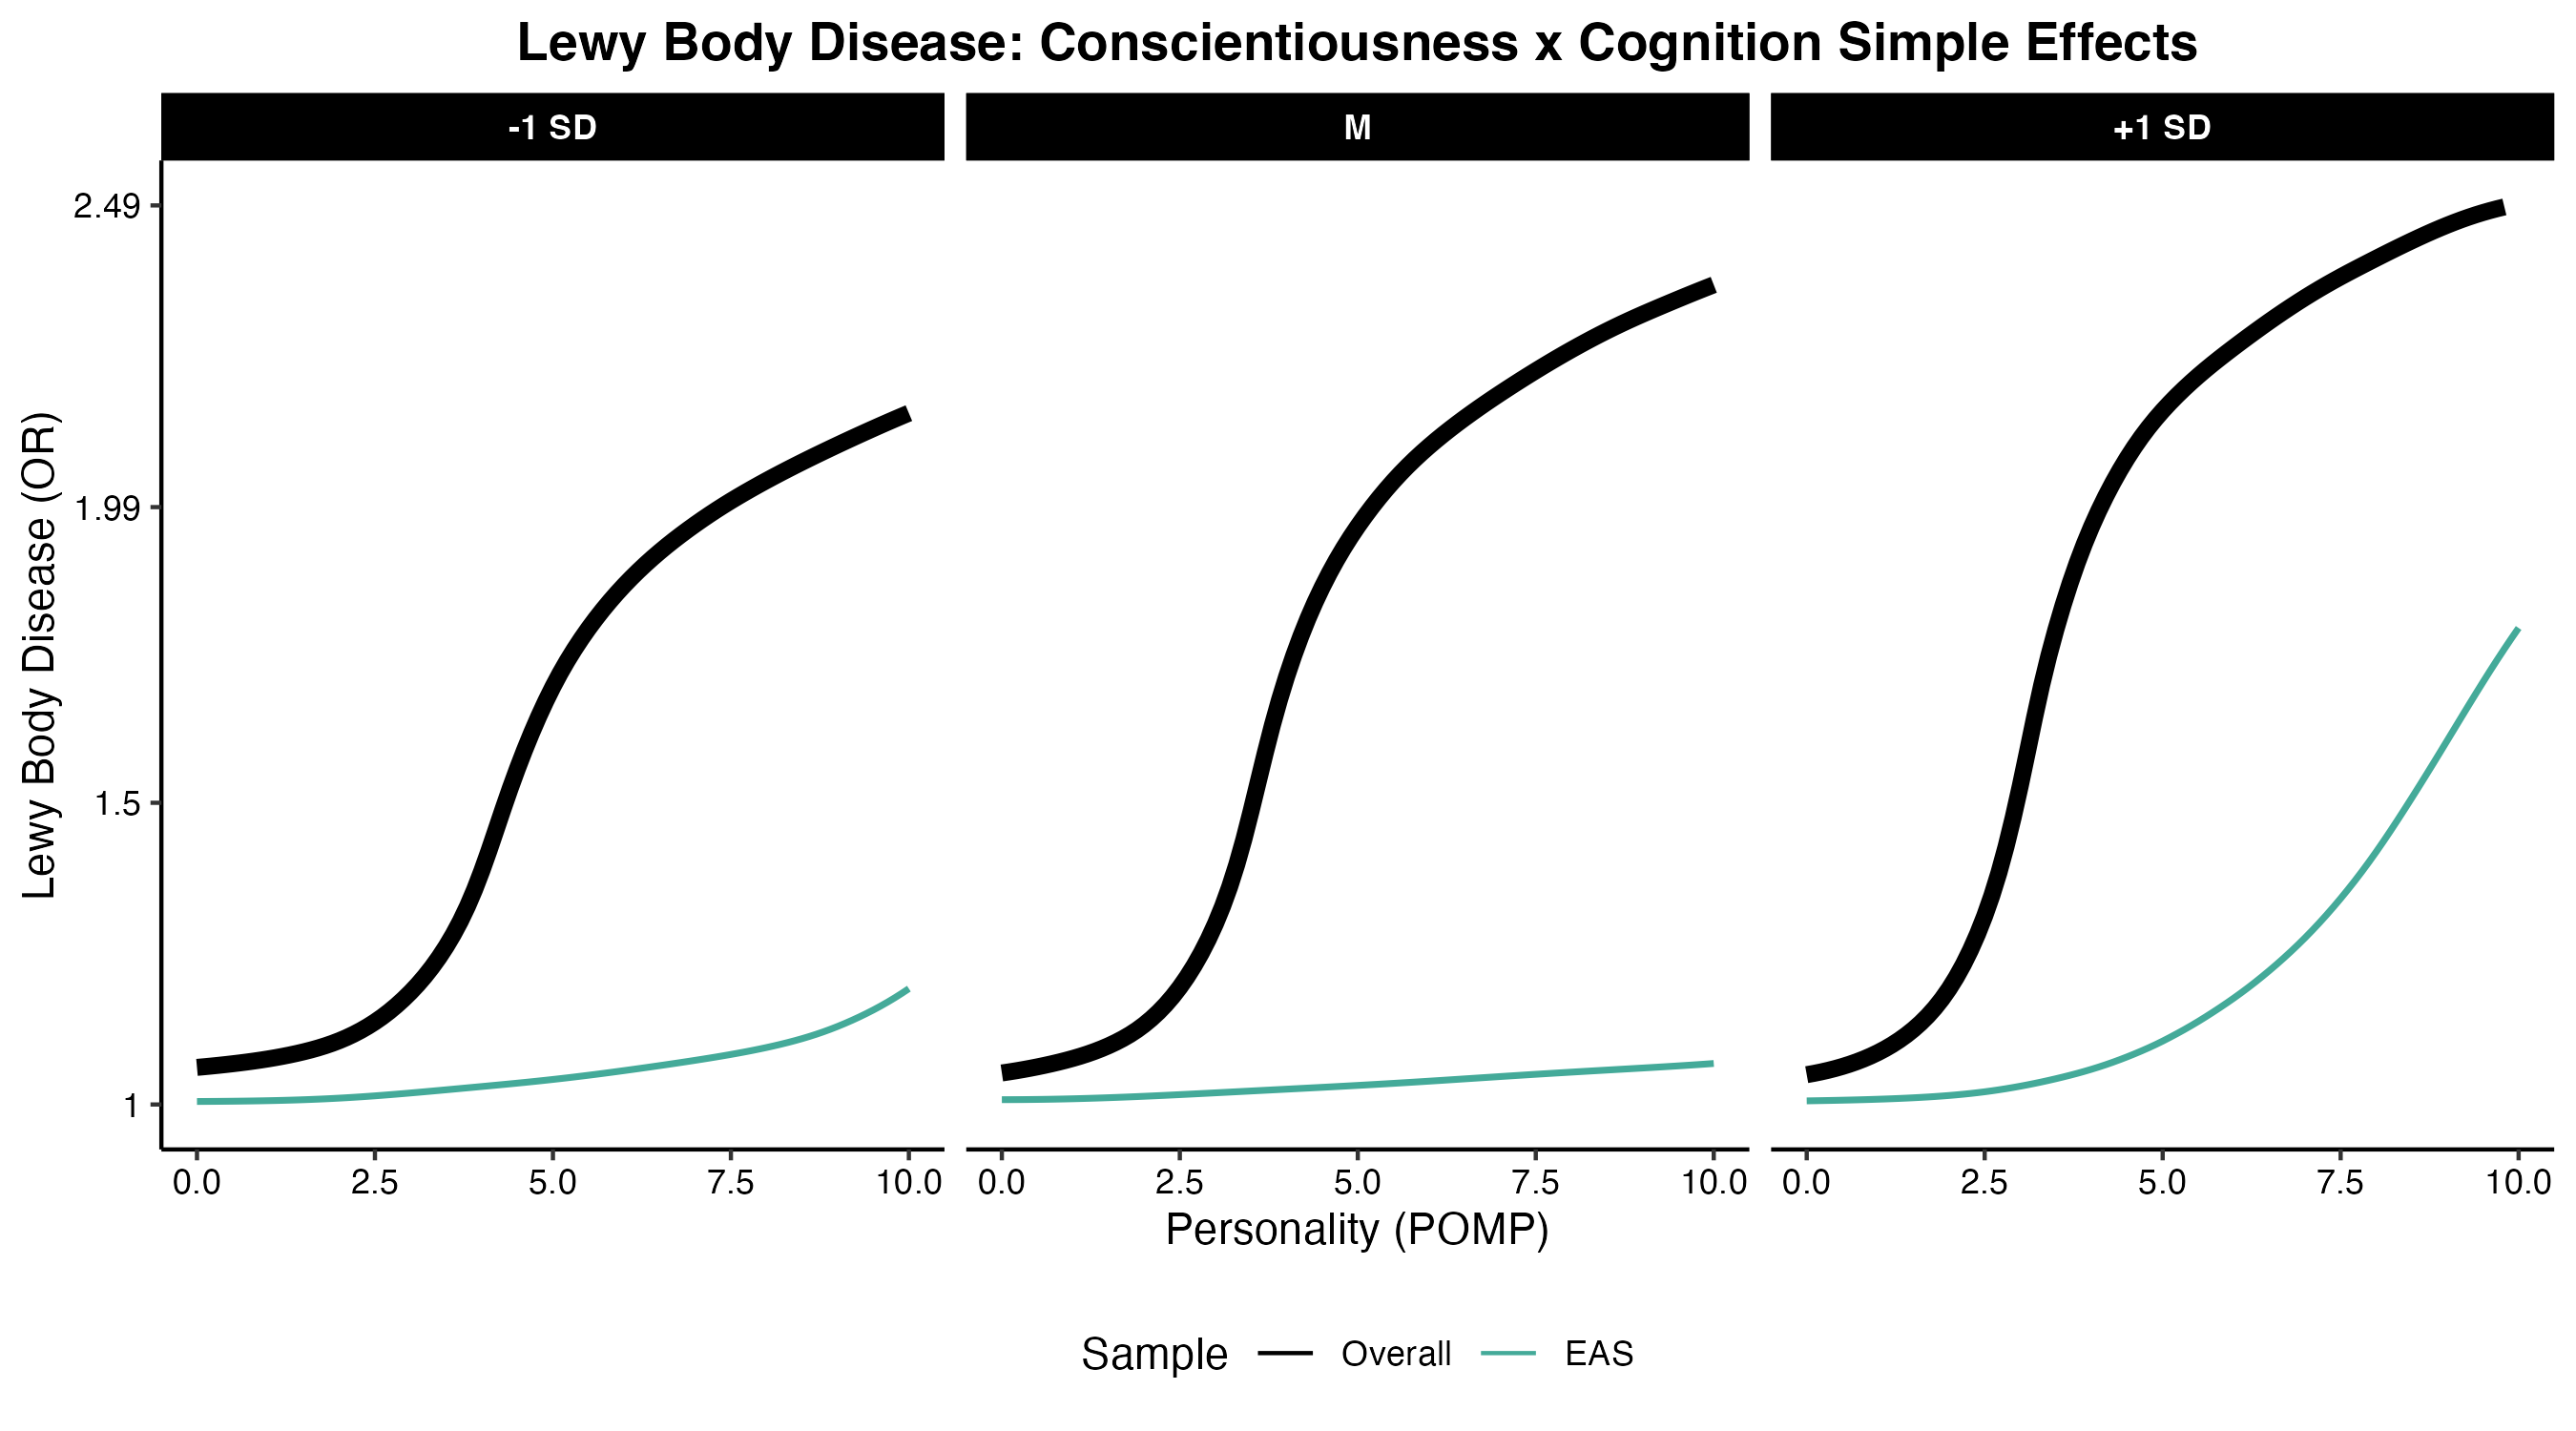 Lewy Body Disease: Conscientiousness x Cognition Simple Effects
-1 SD
M
+1 SD
Lewy Body Disease (OR)
2.49
1.99
1.5
1
0.0 2.5 5.0 7.5 10.0
0.0 2.5 5.0 7.5 10.0
0.0 2.5 5.0 7.5 10.0
Personality (POMP)
Sample Overall EAS